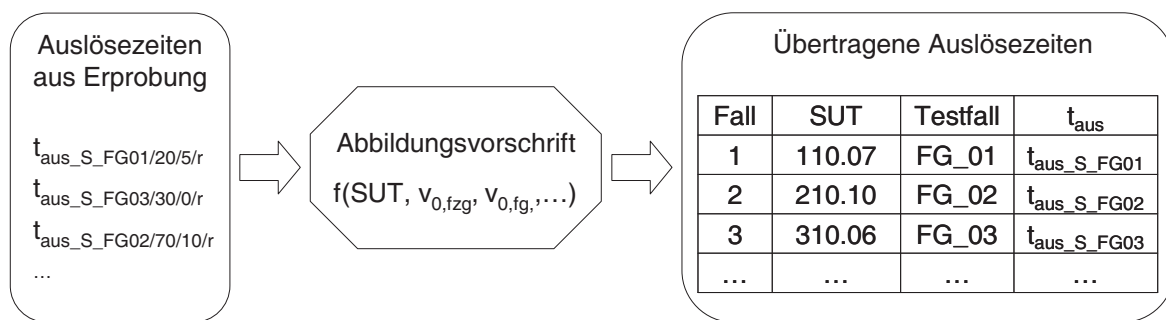 Auslösezeiten
aus Erprobung
t_aus_S_FG01/20/5/r
t_aus_S_FG03/30/0/r
t_aus_S_FG02/70/10/r
...
Abbildungsvorschrift
f(SUT, v_0,fzg, v_0,fg,,...)
Übertragene Auslösezeiten
Fall SUT Testfall t_aus
1 110.07 FG_01 t_aus_S_FG01
2 210.10 FG_02 t_aus_S_FG02
3 310.06 FG_03 t_aus_S_FG03
... ... ... ...